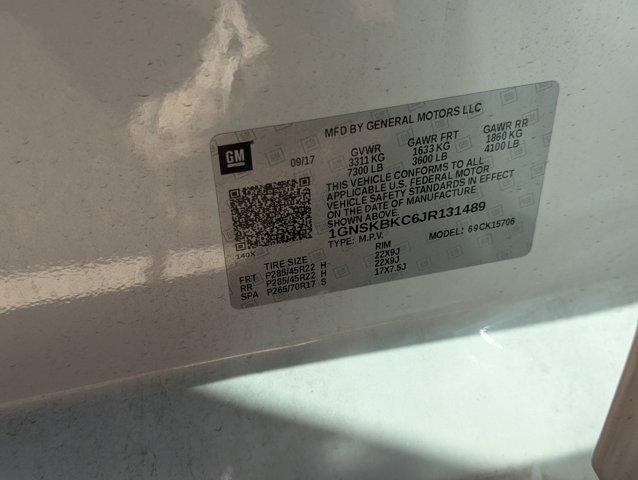 MFD BY GENERAL MOTORS LLC
GM
09/17 GVWR GAWR FRT GAWR RR
3311 KG 1633 KG 1860 KG
7300 LB 3600 LB 4100 LB
THIS VEHICLE CONFORMS TO ALL
APPLICABLE U.S. FEDERAL MOTOR
VEHICLE SAFETY STANDARDS IN EFFECT
ON THE DATE OF MANUFACTURE
SHOWN ABOVE.
1GNSKBKC6JR131489
140X TYPE: M.P.V. MODEL: 69CK15706
TIRE SIZE RIM
FRT P285/45R22 H 22X9J
RR P285/45R22 H 22X9J
SPA P265/70R17 S 17X7.5J